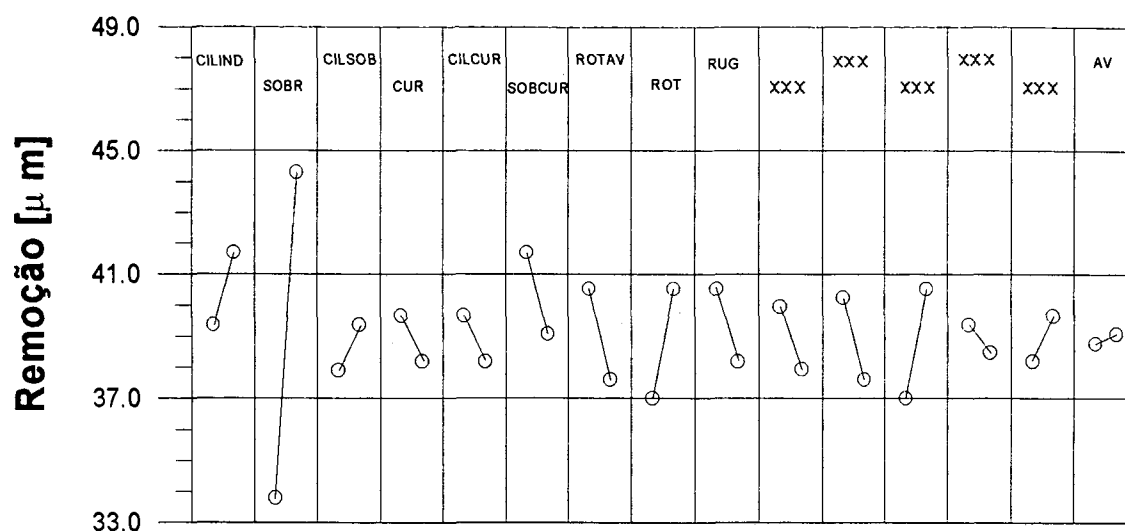 Remoção [μ m]
49.0
45.0
41.0
37.0
33.0
CILIND
SOBR
CILSOB
CUR
CILCUR
SOBCUR
ROTAV
ROT
RUG
XXX
XXX
XXX
XXX
XXX
AV